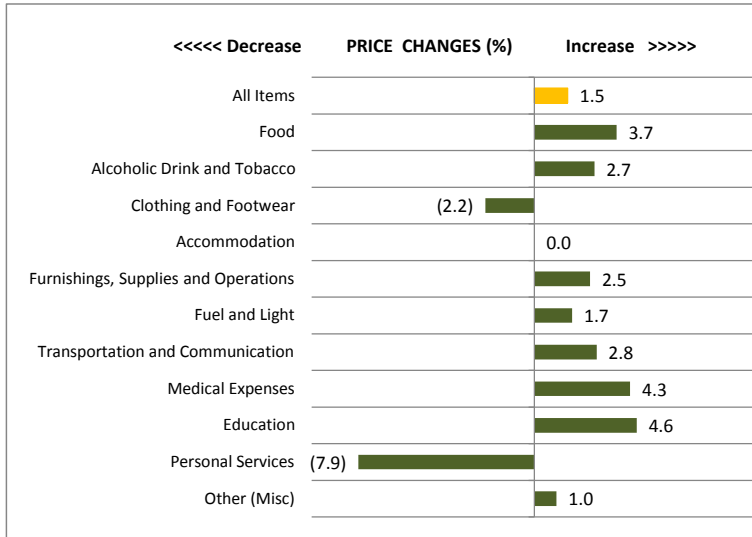 <<<<< Decrease PRICE CHANGES (%) Increase >>>>>
All Items 1.5
Food 3.7
Alcoholic Drink and Tobacco 2.7
Clothing and Footwear (2.2)
Accommodation 0.0
Furnishings, Supplies and Operations 2.5
Fuel and Light 1.7
Transportation and Communication 2.8
Medical Expenses 4.3
Education 4.6
Personal Services (7.9)
Other (Misc) 1.0